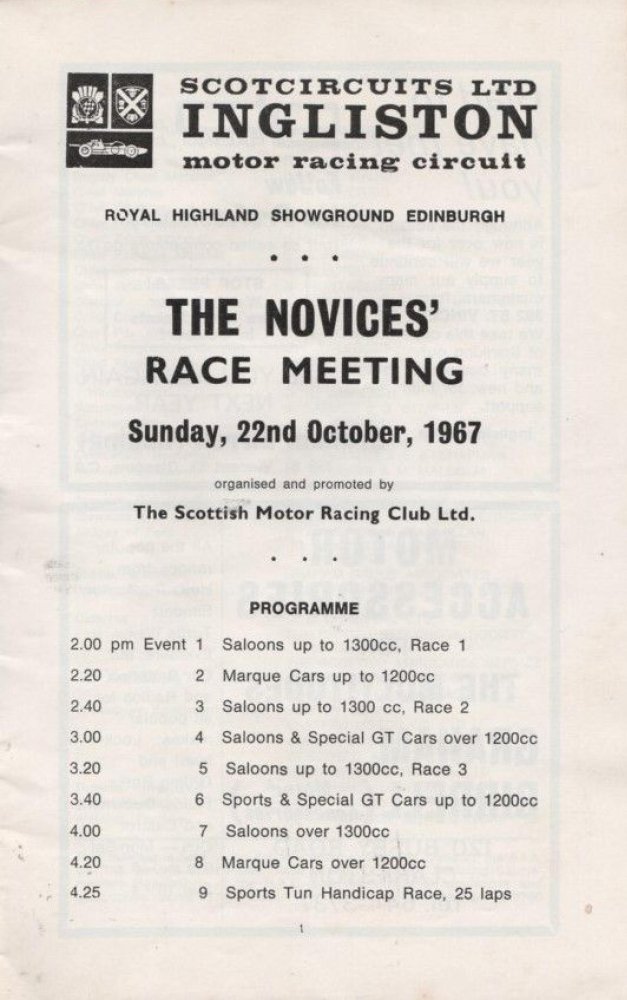 SCOTCIRCUITS LTD
INGLISTON
motor racing circuit
ROYAL HIGHLAND SHOWGROUND EDINBURGH
. . .
THE NOVICES'
RACE MEETING
Sunday, 22nd October, 1967
organised and promoted by
The Scottish Motor Racing Club Ltd.
. . .
PROGRAMME
2.00 pm Event 1 Saloons up to 1300cc, Race 1
2.20 2 Marque Cars up to 1200cc
2.40 3 Saloons up to 1300 cc, Race 2
3.00 4 Saloons & Special GT Cars over 1200cc
3.20 5 Saloons up to 1300cc, Race 3
3.40 6 Sports & Special GT Cars up to 1200cc
4.00 7 Saloons over 1300cc
4.20 8 Marque Cars over 1200cc
4.25 9 Sports Tun Handicap Race, 25 laps
1